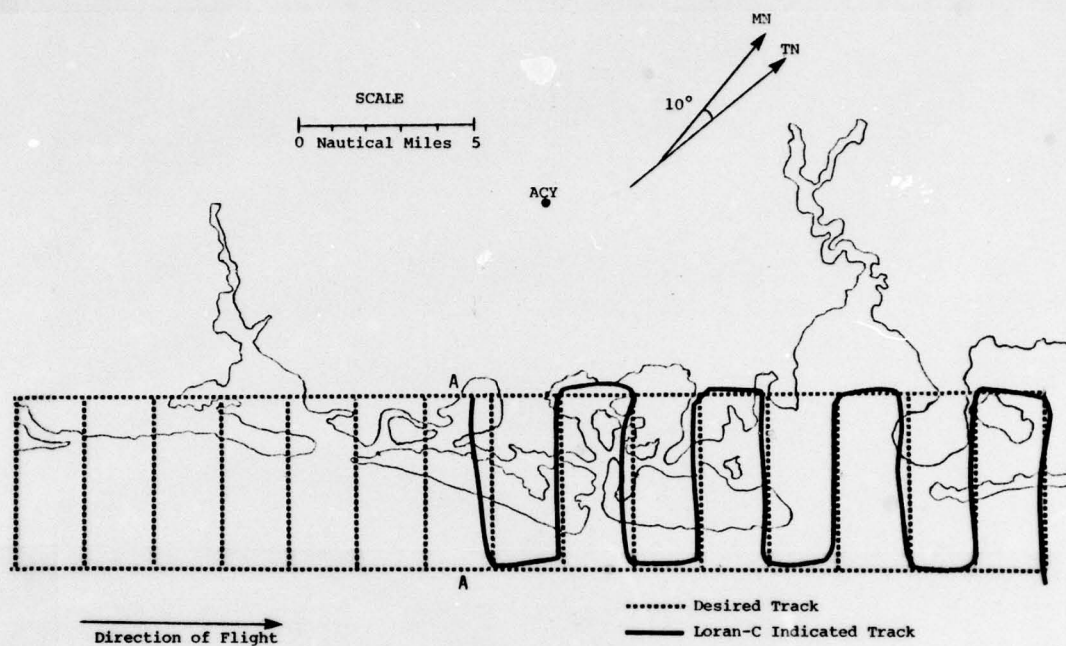 MN
TN
10°
SCALE
0 Nautical Miles 5
ACY
A
A
Direction of Flight
Desired Track
Loran-C Indicated Track